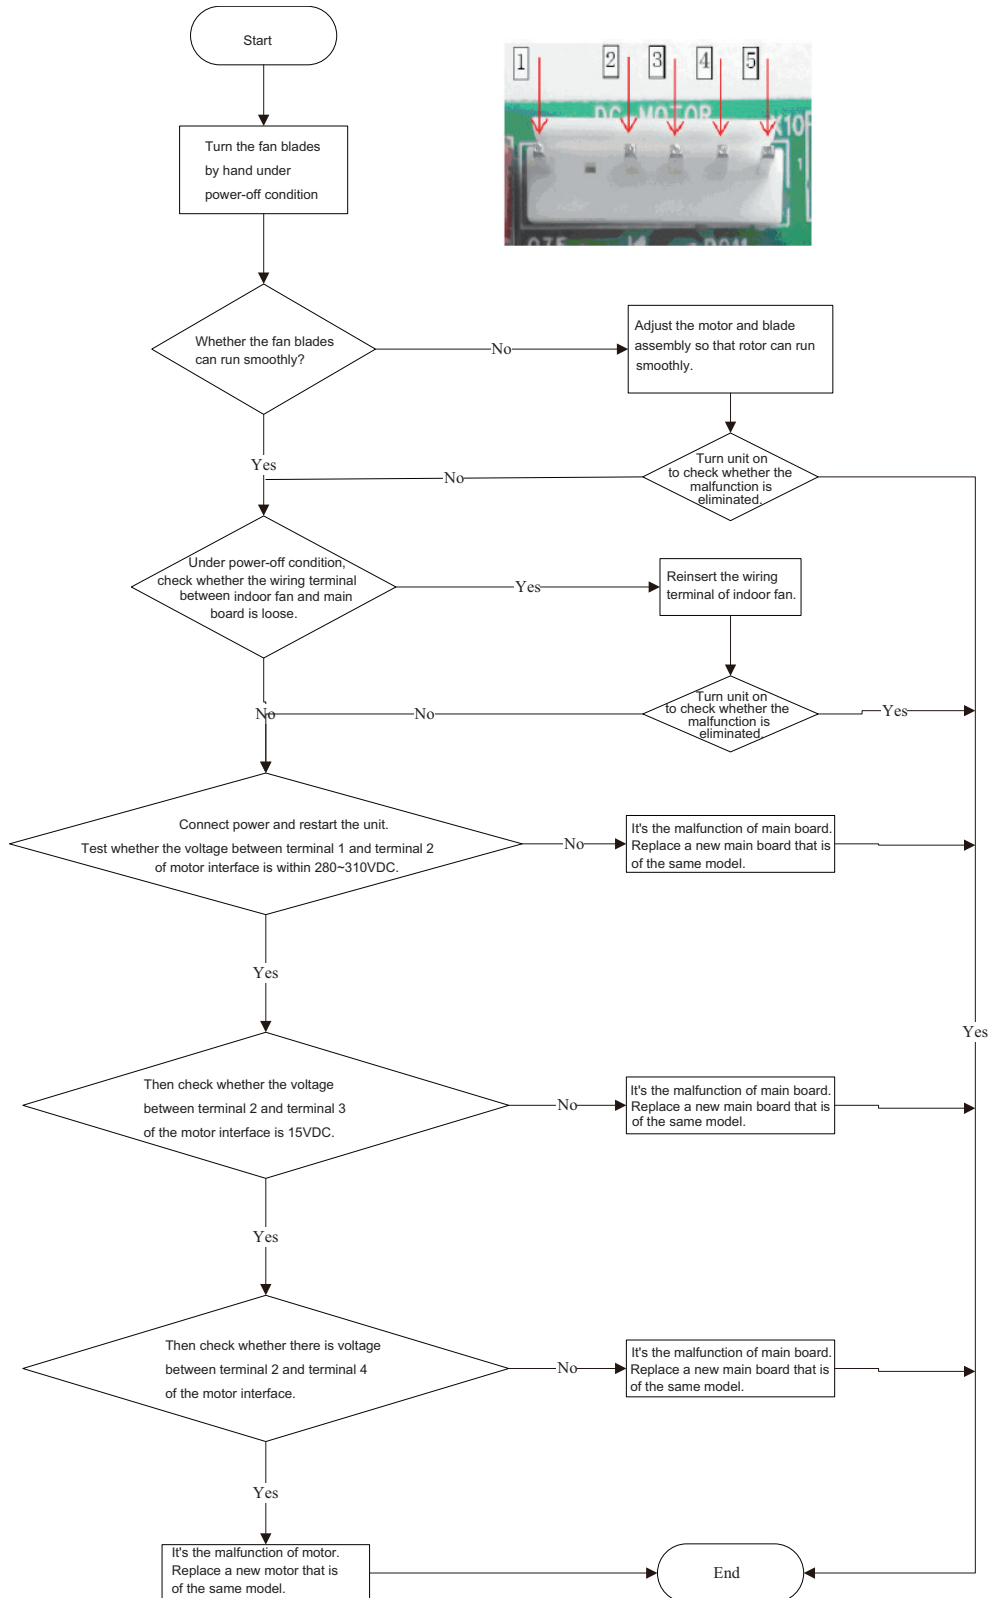 Start
1
2
3
4
5
DC MOTOR
Turn the fan blades
by hand under
power-off condition
Whether the fan blades
can run smoothly?
No
Adjust the motor and blade
assembly so that rotor can run
smoothly.
Yes
No
Turn unit on
to check whether the
malfunction is
eliminated.
Under power-off condition,
check whether the wiring terminal
between indoor fan and main
board is loose.
Yes
Reinsert the wiring
terminal of indoor fan.
No
No
Turn unit on
to check whether the
malfunction is
eliminated.
Yes
Connect power and restart the unit.
Test whether the voltage between terminal 1 and terminal 2
of motor interface is within 280~310VDC.
No
It's the malfunction of main board.
Replace a new main board that is
of the same model.
Yes
Yes
Then check whether the voltage
between terminal 2 and terminal 3
of the motor interface is 15VDC.
No
It's the malfunction of main board.
Replace a new main board that is
of the same model.
Yes
Then check whether there is voltage
between terminal 2 and terminal 4
of the motor interface.
No
It's the malfunction of main board.
Replace a new main board that is
of the same model.
Yes
It's the malfunction of motor.
Replace a new motor that is
of the same model.
End